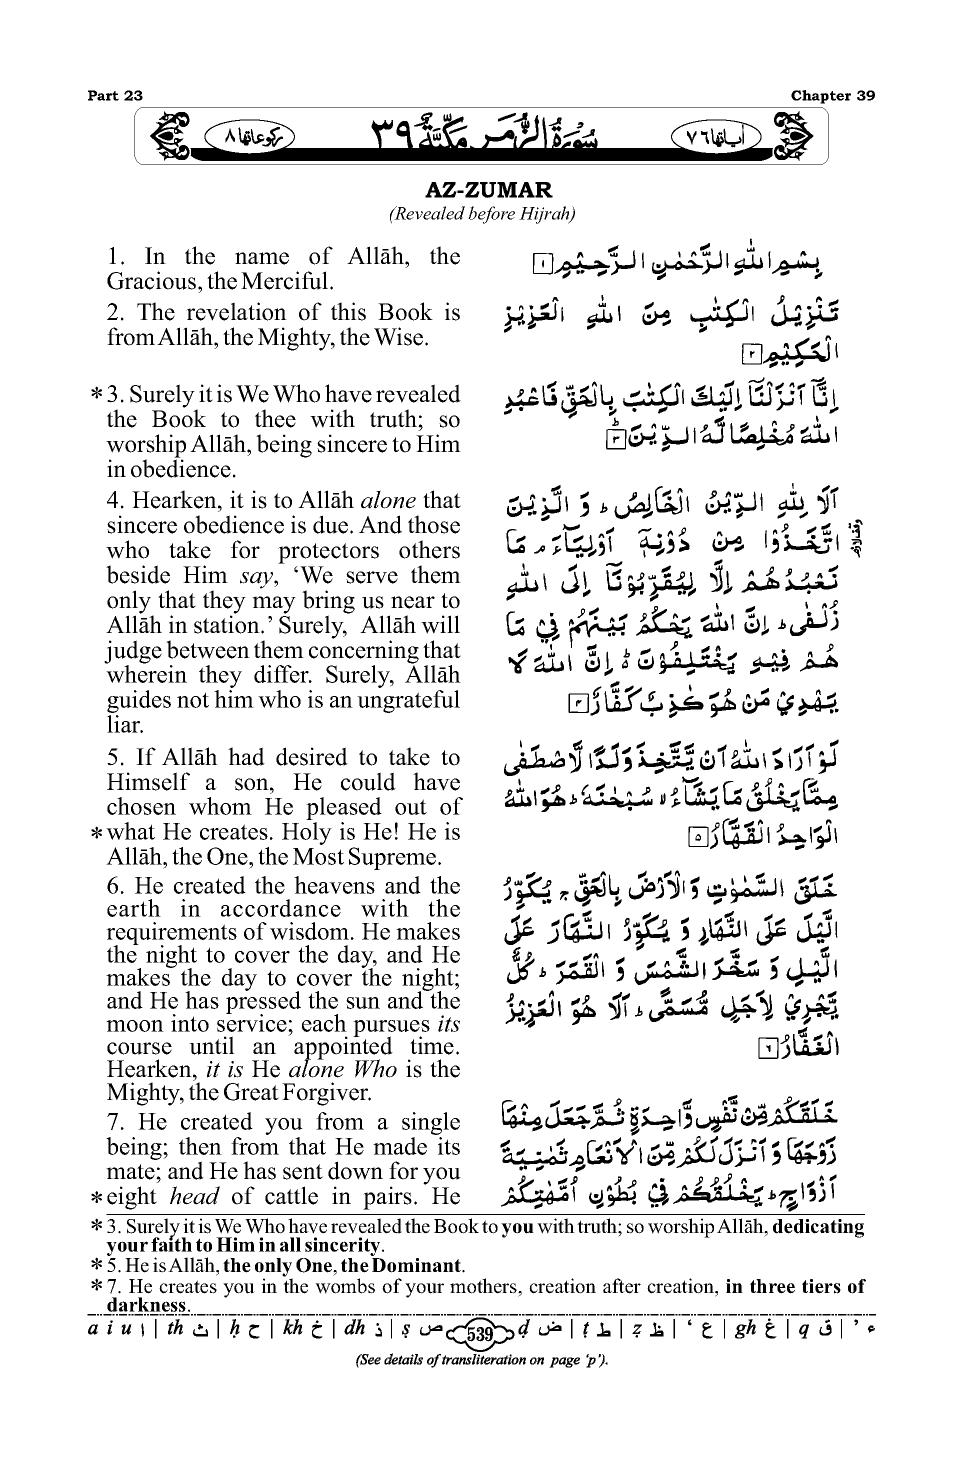 Part 23
Chapter 39
رکوعاتها ۸
سُوْرَةُ الزُّمَرِ مَكِّيَّةٌ ۳۹
اٰیاتها ۷۶
AZ-ZUMAR
(Revealed before Hijrah)
1. In the name of Allāh, the
Gracious, the Merciful.
2. The revelation of this Book is
from Allāh, the Mighty, the Wise.
* 3. Surely it is We Who have revealed
the Book to thee with truth; so
worship Allāh, being sincere to Him
in obedience.
4. Hearken, it is to Allāh alone that
sincere obedience is due. And those
who take for protectors others
beside Him say, ‘We serve them
only that they may bring us near to
Allāh in station.’ Surely, Allāh will
judge between them concerning that
wherein they differ. Surely, Allāh
guides not him who is an ungrateful
liar.
5. If Allāh had desired to take to
Himself a son, He could have
chosen whom He pleased out of
* what He creates. Holy is He! He is
Allāh, the One, the Most Supreme.
6. He created the heavens and the
earth in accordance with the
requirements of wisdom. He makes
the night to cover the day, and He
makes the day to cover the night;
and He has pressed the sun and the
moon into service; each pursues its
course until an appointed time.
Hearken, it is He alone Who is the
Mighty, the Great Forgiver.
7. He created you from a single
being; then from that He made its
mate; and He has sent down for you
* eight head of cattle in pairs. He
بِسْمِ اللّٰهِ الرَّحْمٰنِ الرَّحِيْمِ ۱
تَنْزِيْلُ الْكِتٰبِ مِنَ اللّٰهِ الْعَزِيْزِ
الْحَكِيْمِ ۲
اِنَّاۤ اَنْزَلْنَاۤ اِلَيْكَ الْكِتٰبَ بِالْحَقِّ فَاعْبُدِ
اللّٰهَ مُخْلِصًا لَّهُ الدِّيْنَ ؕ ۳
اَلَا لِلّٰهِ الدِّيْنُ الْخَالِصُ ؕ وَ الَّذِيْنَ
اتَّخَذُوْا مِنْ دُوْنِهٖۤ اَوْلِيَآءَ ۘ مَا
نَعْبُدُهُمْ اِلَّا لِيُقَرِّبُوْنَاۤ اِلَى اللّٰهِ
زُلْفٰى ؕ اِنَّ اللّٰهَ يَحْكُمُ بَيْنَهُمْ فِيْ مَا
هُمْ فِيْهِ يَخْتَلِفُوْنَ ؕ۬ اِنَّ اللّٰهَ لَا
يَهْدِيْ مَنْ هُوَ كٰذِبٌ كَفَّارٌ ۴
لَوْ اَرَادَ اللّٰهُ اَنْ يَّتَّخِذَ وَلَدًا لَّاصْطَفٰى
مِمَّا يَخْلُقُ مَا يَشَآءُ ۙ سُبْحٰنَهٗ ؕ هُوَ اللّٰهُ
الْوَاحِدُ الْقَهَّارُ ۵
خَلَقَ السَّمٰوٰتِ وَ الْاَرْضَ بِالْحَقِّ ۚ يُكَوِّرُ
الَّيْلَ عَلَى النَّهَارِ وَ يُكَوِّرُ النَّهَارَ عَلَى
الَّيْلِ وَ سَخَّرَ الشَّمْسَ وَ الْقَمَرَ ؕ كُلٌّ
يَّجْرِيْ لِاَجَلٍ مُّسَمًّى ؕ اَلَا هُوَ الْعَزِيْزُ
الْغَفَّارُ ۶
خَلَقَكُمْ مِّنْ نَّفْسٍ وَّاحِدَةٍ ثُمَّ جَعَلَ مِنْهَا
زَوْجَهَا وَ اَنْزَلَ لَكُمْ مِّنَ الْاَنْعَامِ ثَمٰنِيَةَ
اَزْوَاجٍ ؕ يَخْلُقُكُمْ فِيْ بُطُوْنِ اُمَّهٰتِكُمْ
وقف لازم
* 3. Surely it is We Who have revealed the Book to you with truth; so worship Allāh, dedicating
your faith to Him in all sincerity.
* 5. He is Allāh, the only One, the Dominant.
* 7. He creates you in the wombs of your mothers, creation after creation, in three tiers of
darkness.
a i u ا | th ث | ḥ ح | kh خ | dh ذ | ṣ ص 539 ḍ ض | ṭ ط | ẓ ظ | ‘ ع | gh غ | q ق | ’ ء
(See details of transliteration on page ‘p’).